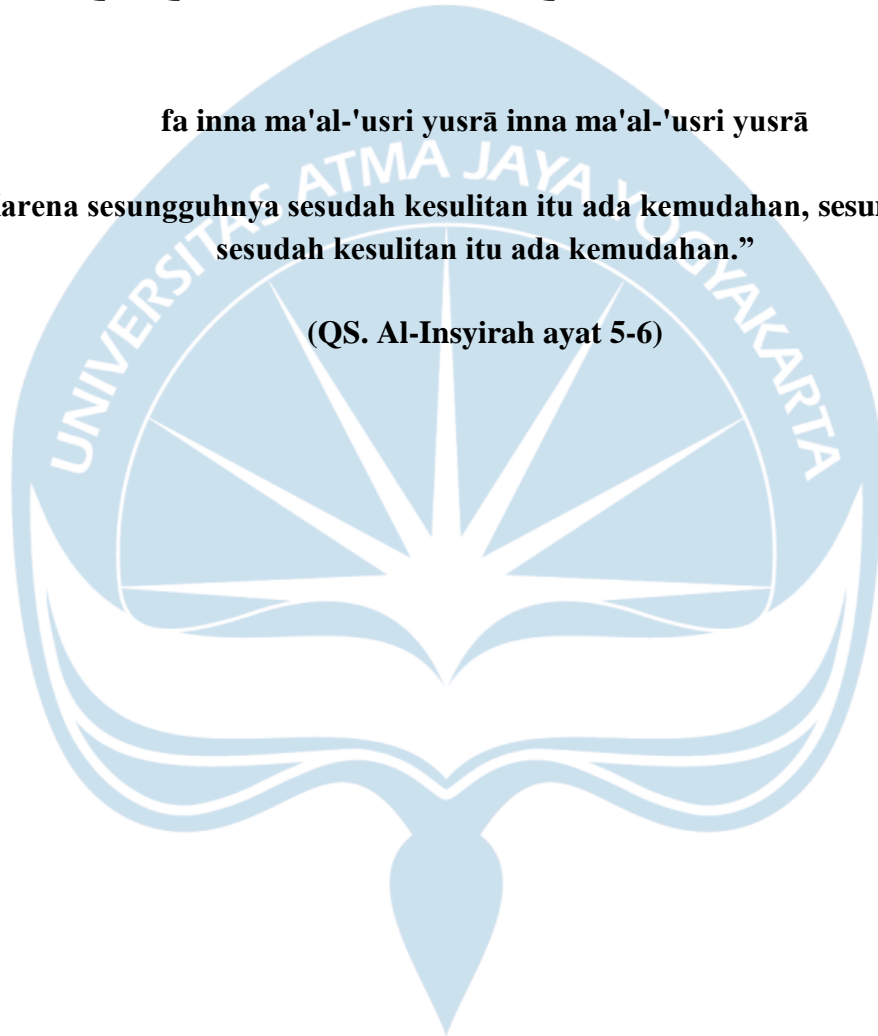 fa inna ma'al-'usri yusrā inna ma'al-'usri yusrā
arena sesungguhnya sesudah kesulitan itu ada kemudahan, sesun
sesudah kesulitan itu ada kemudahan.”
(QS. Al-Insyirah ayat 5-6)
UNIVERSITAS ATMA JAYA YOGYAKARTA